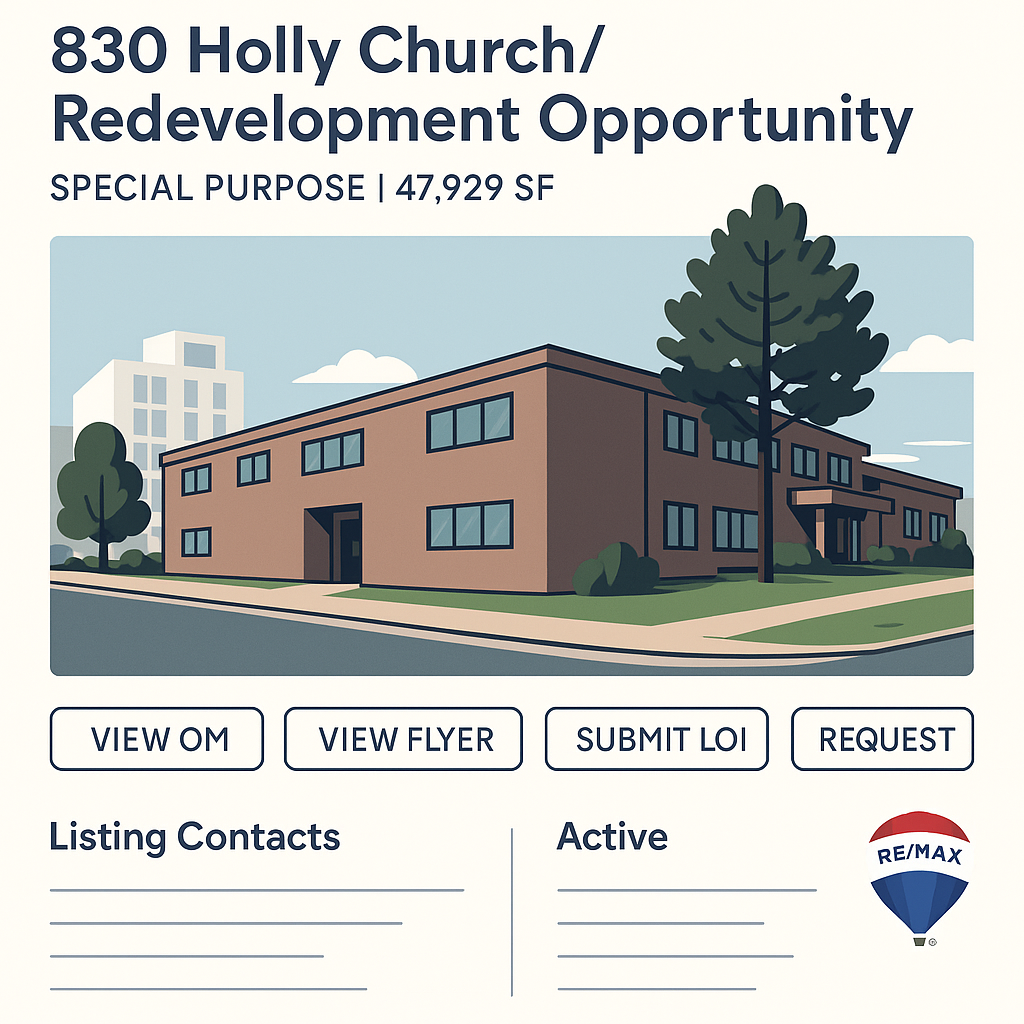 830 Holly Church/
Redevelopment Opportunity
SPECIAL PURPOSE | 47,929 SF
VIEW OM
VIEW FLYER
SUBMIT LOI
REQUEST
Listing Contacts
Active
RE/MAX
®